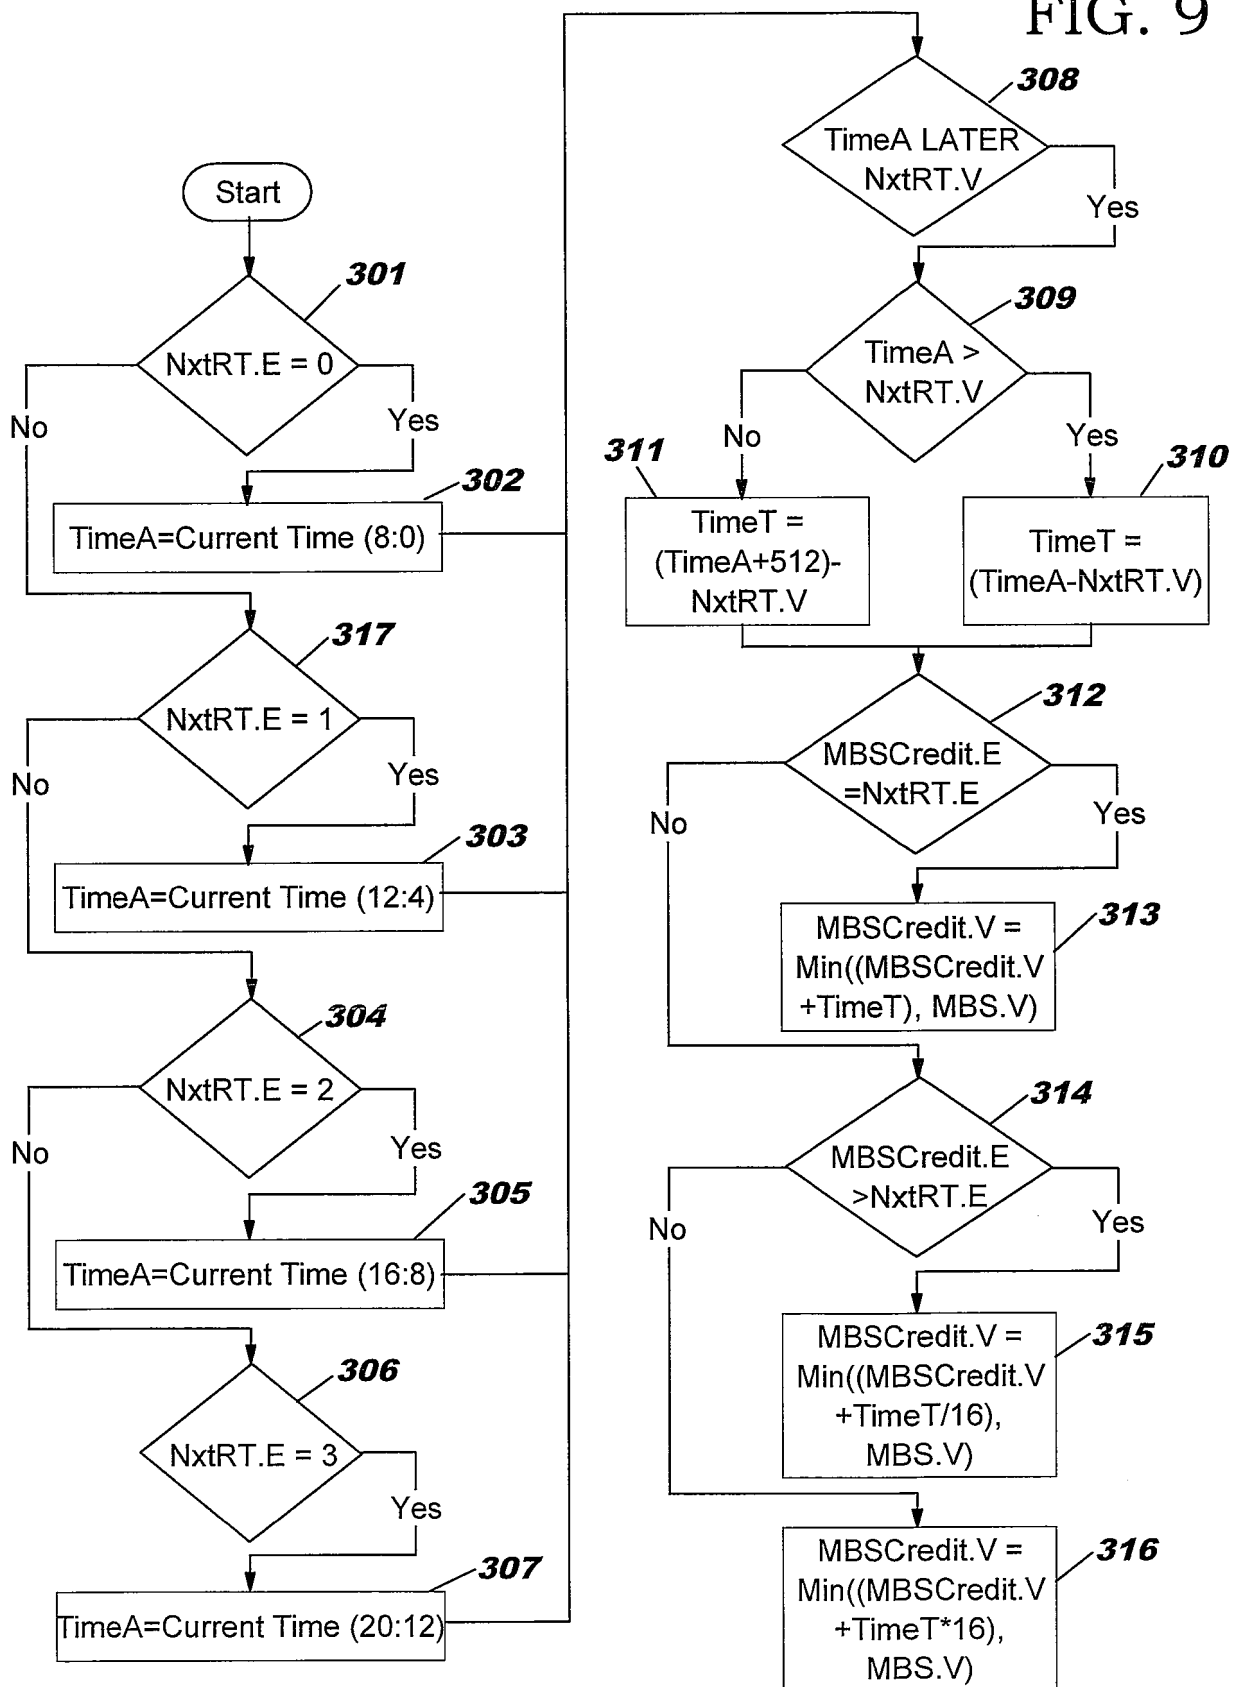 FIG. 9
Start
301
NxtRT.E = 0
No
Yes
302
TimeA=Current Time (8:0)
317
NxtRT.E = 1
No
Yes
303
TimeA=Current Time (12:4)
304
NxtRT.E = 2
No
Yes
305
TimeA=Current Time (16:8)
306
NxtRT.E = 3
Yes
307
TimeA=Current Time (20:12)
308
TimeA LATER
NxtRT.V
Yes
309
TimeA >
NxtRT.V
No
Yes
311
TimeT =
(TimeA+512)-
NxtRT.V
310
TimeT =
(TimeA-NxtRT.V)
312
MBSCredit.E
=NxtRT.E
No
Yes
313
MBSCredit.V =
Min((MBSCredit.V
+TimeT), MBS.V)
314
MBSCredit.E
>NxtRT.E
No
Yes
315
MBSCredit.V =
Min((MBSCredit.V
+TimeT/16),
MBS.V)
316
MBSCredit.V =
Min((MBSCredit.V
+TimeT*16),
MBS.V)